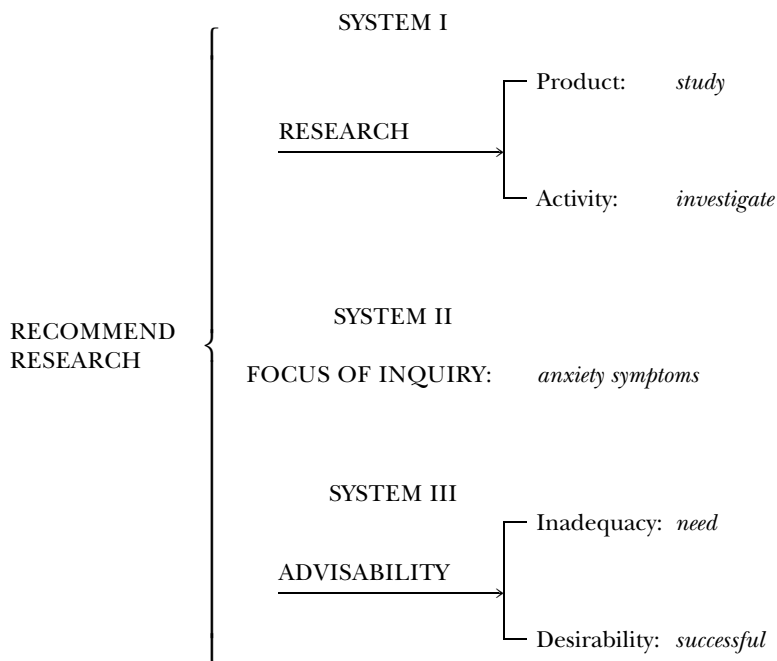 SYSTEM I
Product: study
RESEARCH
Activity: investigate
RECOMMEND
RESEARCH
SYSTEM II
FOCUS OF INQUIRY: anxiety symptoms
SYSTEM III
Inadequacy: need
ADVISABILITY
Desirability: successful